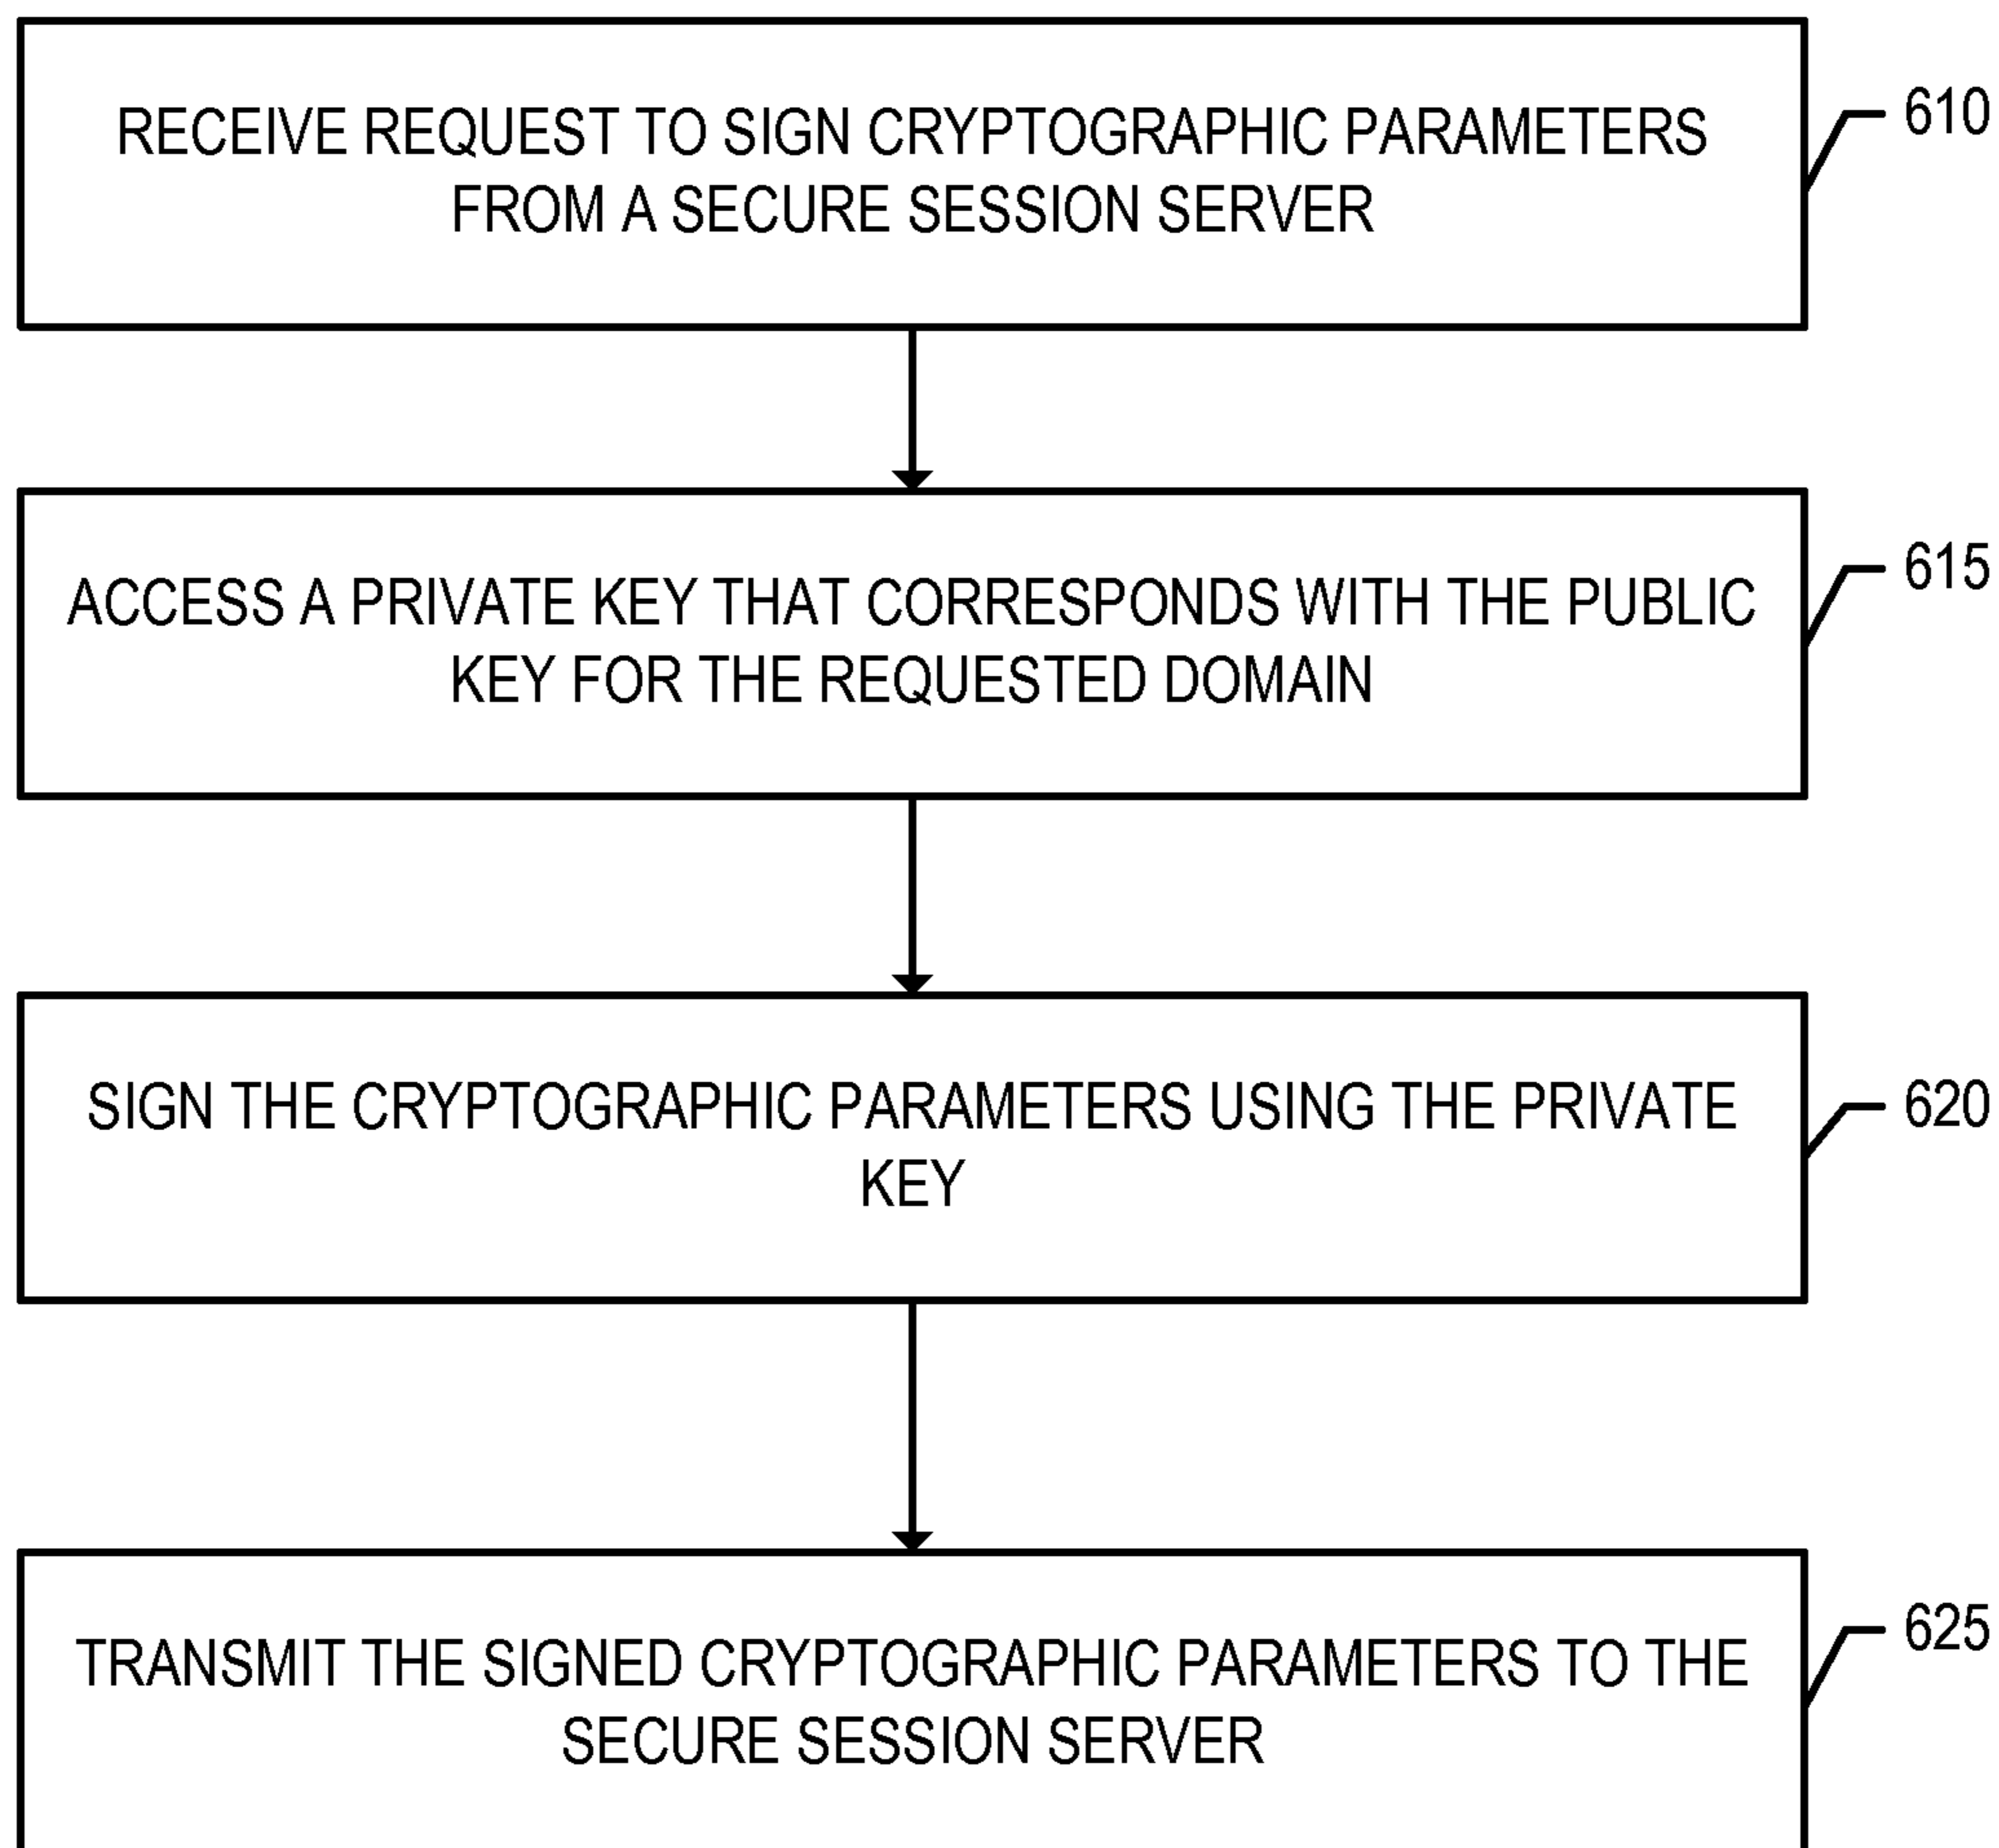 RECEIVE REQUEST TO SIGN CRYPTOGRAPHIC PARAMETERS
FROM A SECURE SESSION SERVER
610
ACCESS A PRIVATE KEY THAT CORRESPONDS WITH THE PUBLIC
KEY FOR THE REQUESTED DOMAIN
615
SIGN THE CRYPTOGRAPHIC PARAMETERS USING THE PRIVATE
KEY
620
TRANSMIT THE SIGNED CRYPTOGRAPHIC PARAMETERS TO THE
SECURE SESSION SERVER
625